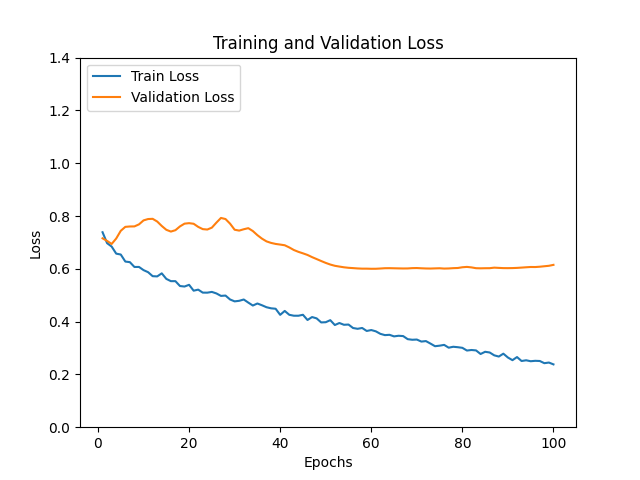 Training and Validation Loss
Train Loss
Validation Loss
1.4
1.2
1.0
0.8
0.6
0.4
0.2
0.0
Loss
0 20 40 60 80 100
Epochs